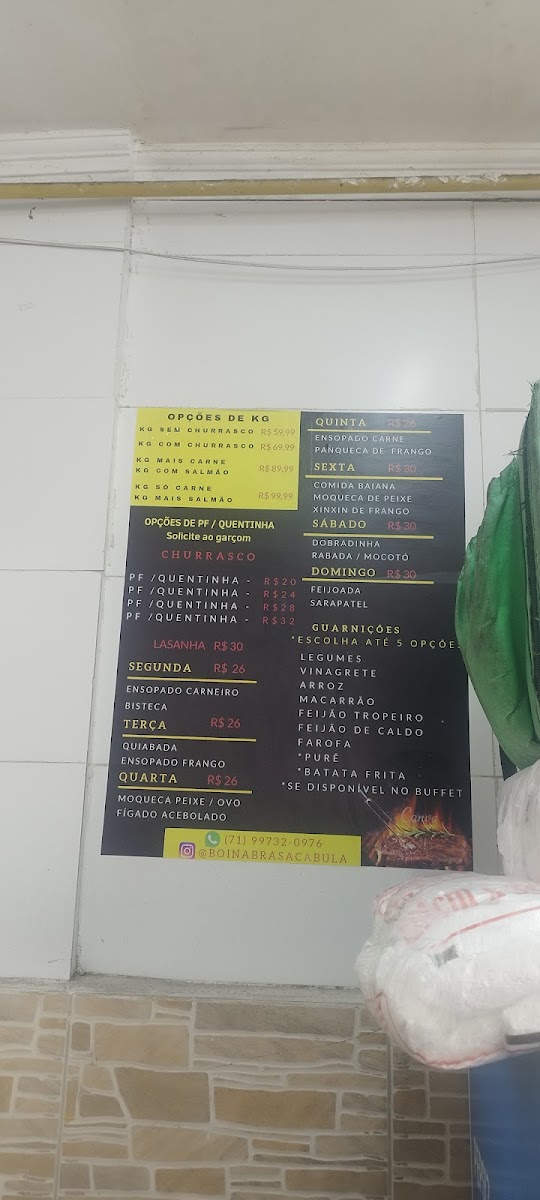 OPÇÕES DE KG
KG SEM CHURRASCO R$ 59,99
KG COM CHURRASCO R$ 69,99
KG MAIS CARNE
KG COM SALMÃO R$ 89,99
KG SÓ CARNE
KG MAIS SALMÃO R$ 99,99
OPÇÕES DE PF / QUENTINHA
Solicite ao garçom
CHURRASCO
PF /QUENTINHA - R$20
PF /QUENTINHA - R$24
PF /QUENTINHA - R$28
PF /QUENTINHA - R$32
LASANHA R$ 30
SEGUNDA R$ 26
ENSOPADO CARNEIRO
BISTECA
TERÇA R$ 26
QUIABADA
ENSOPADO FRANGO
QUARTA R$ 26
MOQUECA PEIXE / OVO
FÍGADO ACEBOLADO
QUINTA R$ 26
ENSOPADO CARNE
PANQUECA DE FRANGO
SEXTA R$ 30
COMIDA BAIANA
MOQUECA DE PEIXE
XINXIN DE FRANGO
SÁBADO R$ 30
DOBRADINHA
RABADA / MOCOTÓ
DOMINGO R$ 30
FEIJOADA
SARAPATEL
GUARNIÇÕES
*ESCOLHA ATÉ 5 OPÇÕES
LEGUMES
VINAGRETE
ARROZ
MACARRÃO
FEIJÃO TROPEIRO
FEIJÃO DE CALDO
FAROFA
*PURÊ
*BATATA FRITA
*SE DISPONÍVEL NO BUFFET
Canva
(71) 99732-0976
@BOINABRASACABULA